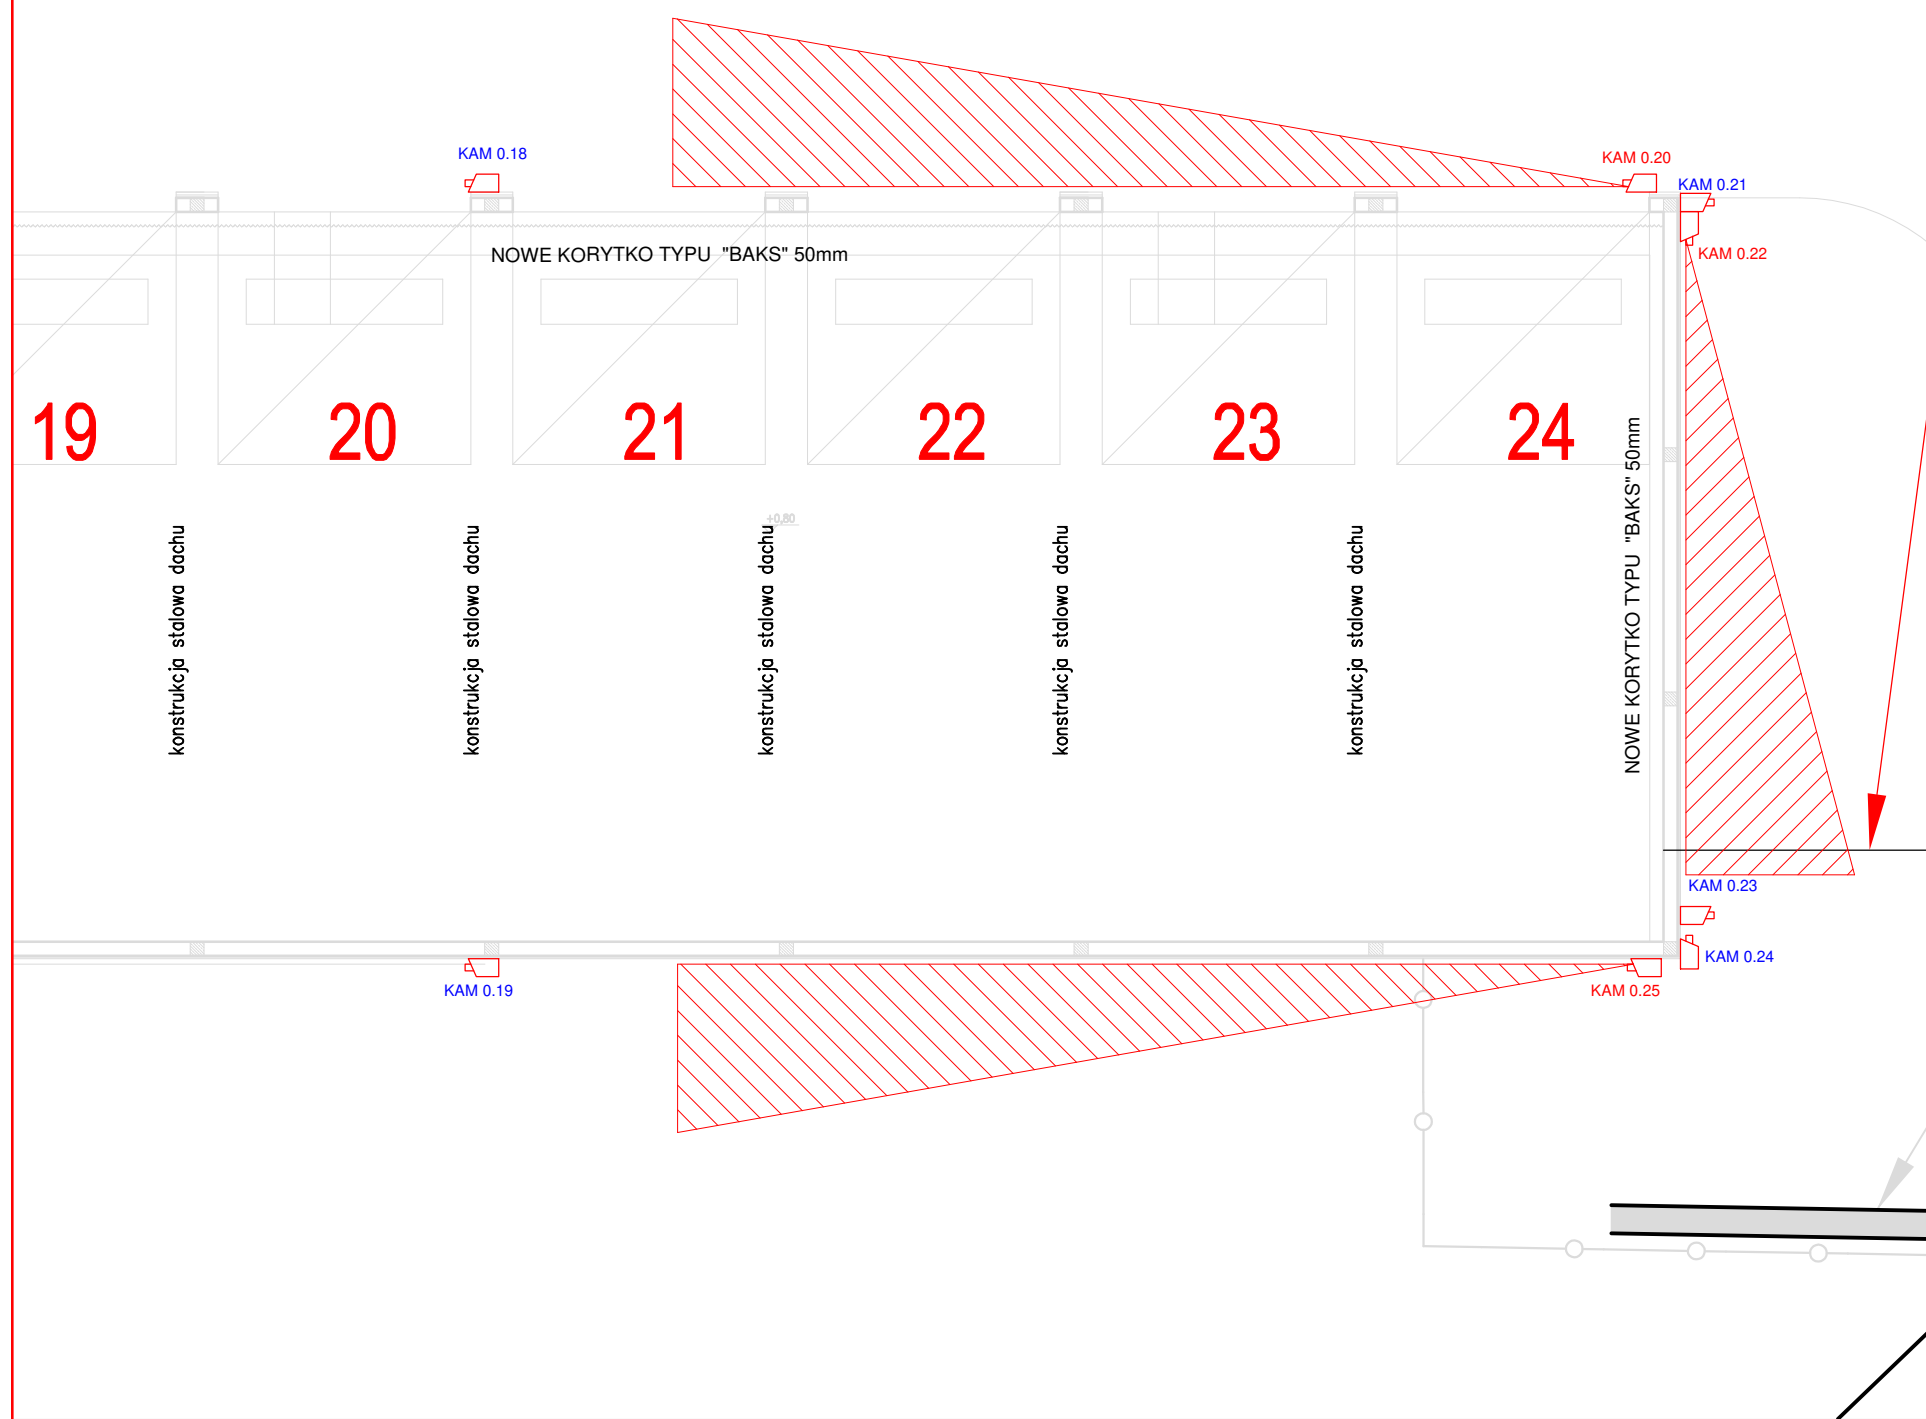 KAM 0.18
KAM 0.20
KAM 0.21
NOWE KORYTKO TYPU "BAKS" 50mm
KAM 0.22
19
20
21
22
23
24
NOWE KORYTKO TYPU "BAKS" 50mm
+0,80
konstrukcja stalowa dachu
konstrukcja stalowa dachu
konstrukcja stalowa dachu
konstrukcja stalowa dachu
konstrukcja stalowa dachu
KAM 0.23
KAM 0.24
KAM 0.19
KAM 0.25